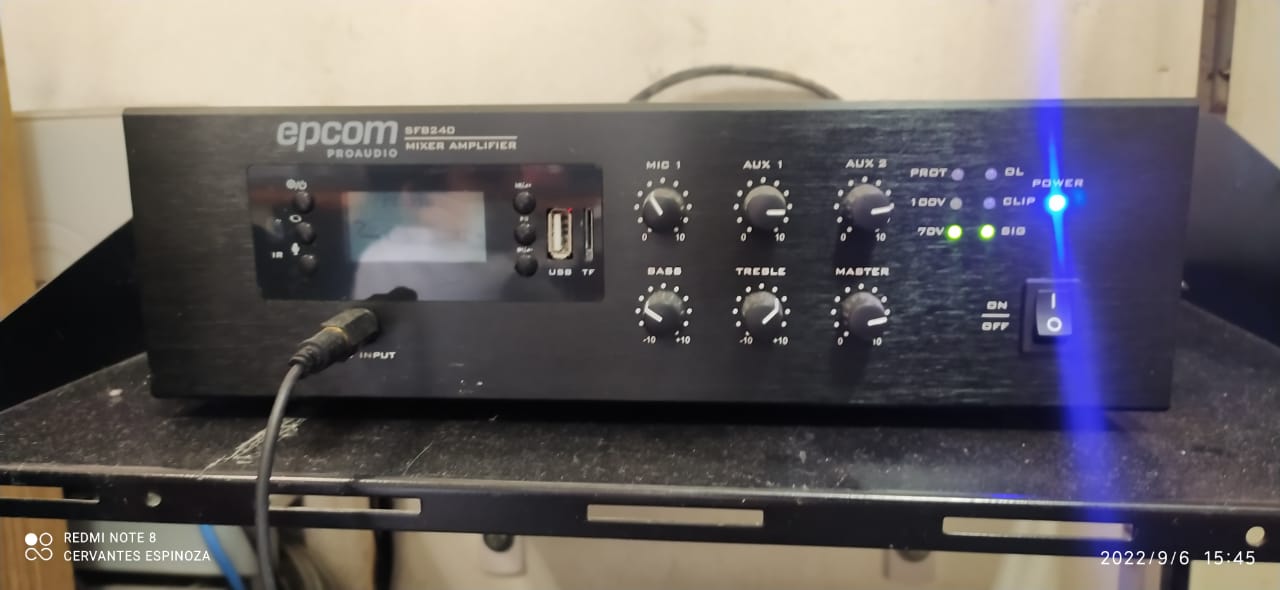 epcom
PROAUDIO
SF8240
MIXER AMPLIFIER
IR
USB TF
MIC 1
0 10
AUX 1
0 10
AUX 2
0 10
PROT OL
100V CLIP
70V SIG
POWER
BASS
-10 +10
TREBLE
-10 +10
MASTER
0 10
ON
OFF
INPUT
REDMI NOTE 8
CERVANTES ESPINOZA
2022/9/6 15:45